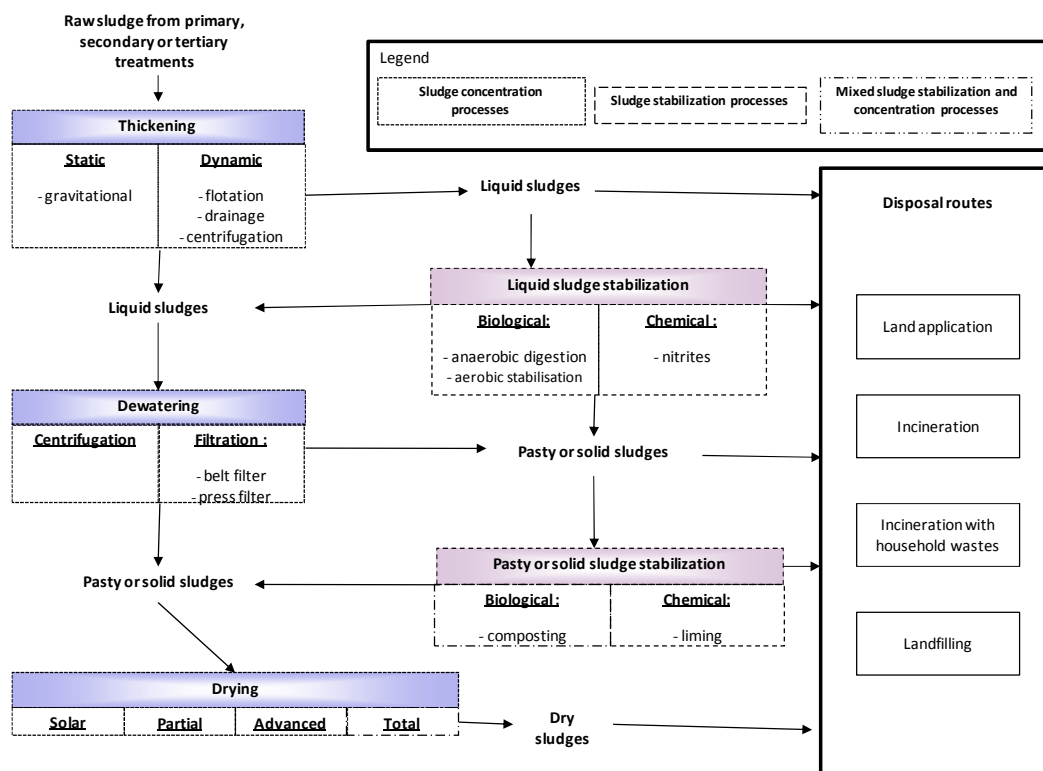 Raw sludge from primary,
secondary or tertiary
treatments
Legend
Sludge concentration
processes
Sludge stabilization processes
Mixed sludge stabilization and
concentration processes
Thickening
Static
- gravitational
Dynamic
- flotation
- drainage
- centrifugation
Liquid sludges
Disposal routes
Liquid sludge stabilization
Liquid sludges
Biological:
- anaerobic digestion
- aerobic stabilisation
Chemical :
- nitrites
Land application
Dewatering
Centrifugation
Filtration :
- belt filter
- press filter
Pasty or solid sludges
Incineration
Incineration with
household wastes
Pasty or solid sludge stabilization
Pasty or solid sludges
Biological :
- composting
Chemical:
- liming
Landfilling
Drying
Solar
Partial
Advanced
Total
Dry
sludges